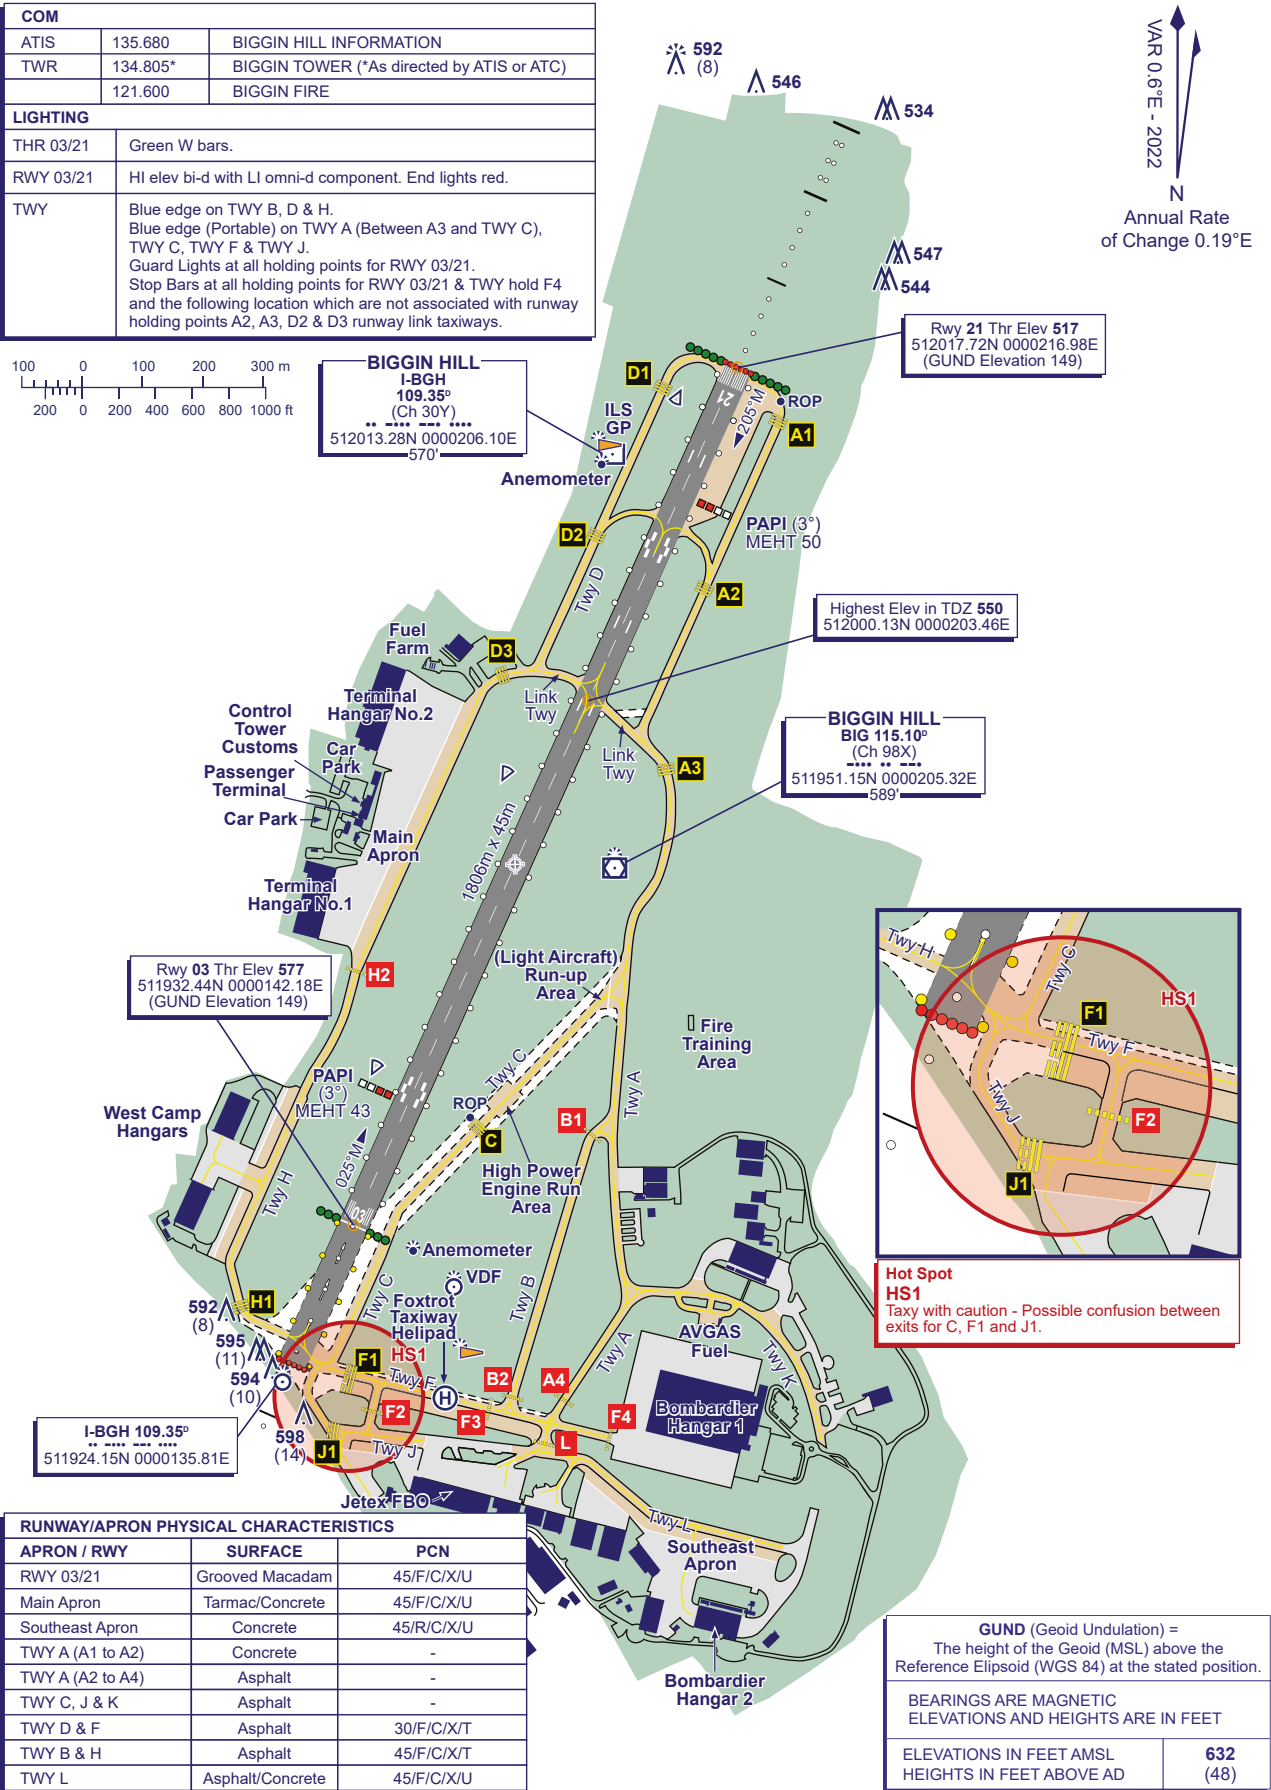 COM
ATIS 135.680 BIGGIN HILL INFORMATION
TWR 134.805* BIGGIN TOWER (*As directed by ATIS or ATC)
121.600 BIGGIN FIRE
LIGHTING
THR 03/21 Green W bars.
RWY 03/21 HI elev bi-d with LI omni-d component. End lights red.
TWY Blue edge on TWY B, D & H.
Blue edge (Portable) on TWY A (Between A3 and TWY C),
TWY C, TWY F & TWY J.
Guard Lights at all holding points for RWY 03/21.
Stop Bars at all holding points for RWY 03/21 & TWY hold F4
and the following location which are not associated with runway
holding points A2, A3, D2 & D3 runway link taxiways.
592
(8)
546
534
547
544
VAR 0.6°E - 2022
N
Annual Rate
of Change 0.19°E
100 0 100 200 300 m
200 0 200 400 600 800 1000 ft
BIGGIN HILL
I-BGH
109.35ᴰ
(Ch 30Y)
512013.28N 0000206.10E
570'
Rwy 21 Thr Elev 517
512017.72N 0000216.98E
(GUND Elevation 149)
D1
ILS
GP
Anemometer
21
205°M
ROP
A1
PAPI (3°)
MEHT 50
D2
Twy D
A2
Highest Elev in TDZ 550
512000.13N 0000203.46E
Fuel
Farm
D3
Link
Twy
Terminal
Hangar No.2
Control
Tower
Customs
Car
Park
Passenger
Terminal
Car Park
Main
Apron
Terminal
Hangar No.1
Link
Twy
A3
BIGGIN HILL
BIG 115.10ᴰ
(Ch 98X)
511951.15N 0000205.32E
589'
1806m x 45m
H2
Rwy 03 Thr Elev 577
511932.44N 0000142.18E
(GUND Elevation 149)
(Light Aircraft)
Run-up
Area
Fire
Training
Area
PAPI
(3°)
MEHT 43
ROP
Twy C
C
Twy A
B1
High Power
Engine Run
Area
West Camp
Hangars
Twy H
025°M
03
Anemometer
VDF
Foxtrot
Taxiway
Helipad
Twy C
Twy B
Twy A
AVGAS
Fuel
Twy K
H1
592
(8)
595
(11)
594
(10)
598
(14)
HS1
F1
Twy F
F2
H
F3
B2
A4
F4
L
J1
Twy J
Bombardier
Hangar 1
I-BGH 109.35ᴰ
511924.15N 0000135.81E
Jetex FBO
Twy L
Southeast
Apron
Bombardier
Hangar 2
Twy H
Twy C
HS1
F1
Twy F
Twy J
F2
J1
Hot Spot
HS1
Taxy with caution - Possible confusion between
exits for C, F1 and J1.
RUNWAY/APRON PHYSICAL CHARACTERISTICS
APRON / RWY SURFACE PCN
RWY 03/21 Grooved Macadam 45/F/C/X/U
Main Apron Tarmac/Concrete 45/F/C/X/U
Southeast Apron Concrete 45/R/C/X/U
TWY A (A1 to A2) Concrete -
TWY A (A2 to A4) Asphalt -
TWY C, J & K Asphalt -
TWY D & F Asphalt 30/F/C/X/T
TWY B & H Asphalt 45/F/C/X/T
TWY L Asphalt/Concrete 45/F/C/X/U
GUND (Geoid Undulation) =
The height of the Geoid (MSL) above the
Reference Elipsoid (WGS 84) at the stated position.
BEARINGS ARE MAGNETIC
ELEVATIONS AND HEIGHTS ARE IN FEET
ELEVATIONS IN FEET AMSL 632
HEIGHTS IN FEET ABOVE AD (48)